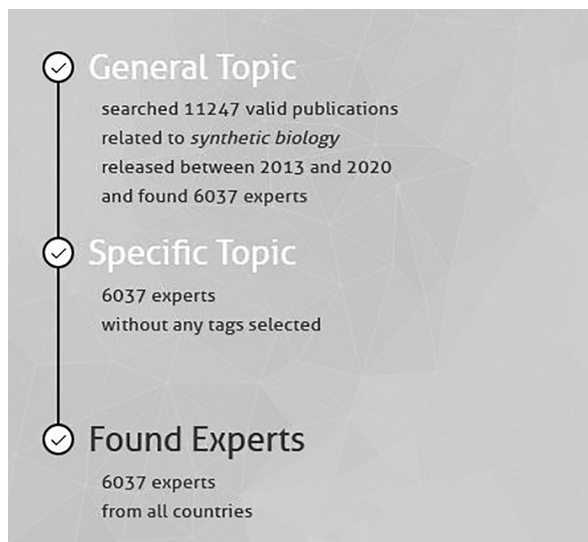 General Topic
searched 11247 valid publications
related to synthetic biology
released between 2013 and 2020
and found 6037 experts
Specific Topic
6037 experts
without any tags selected
Found Experts
6037 experts
from all countries